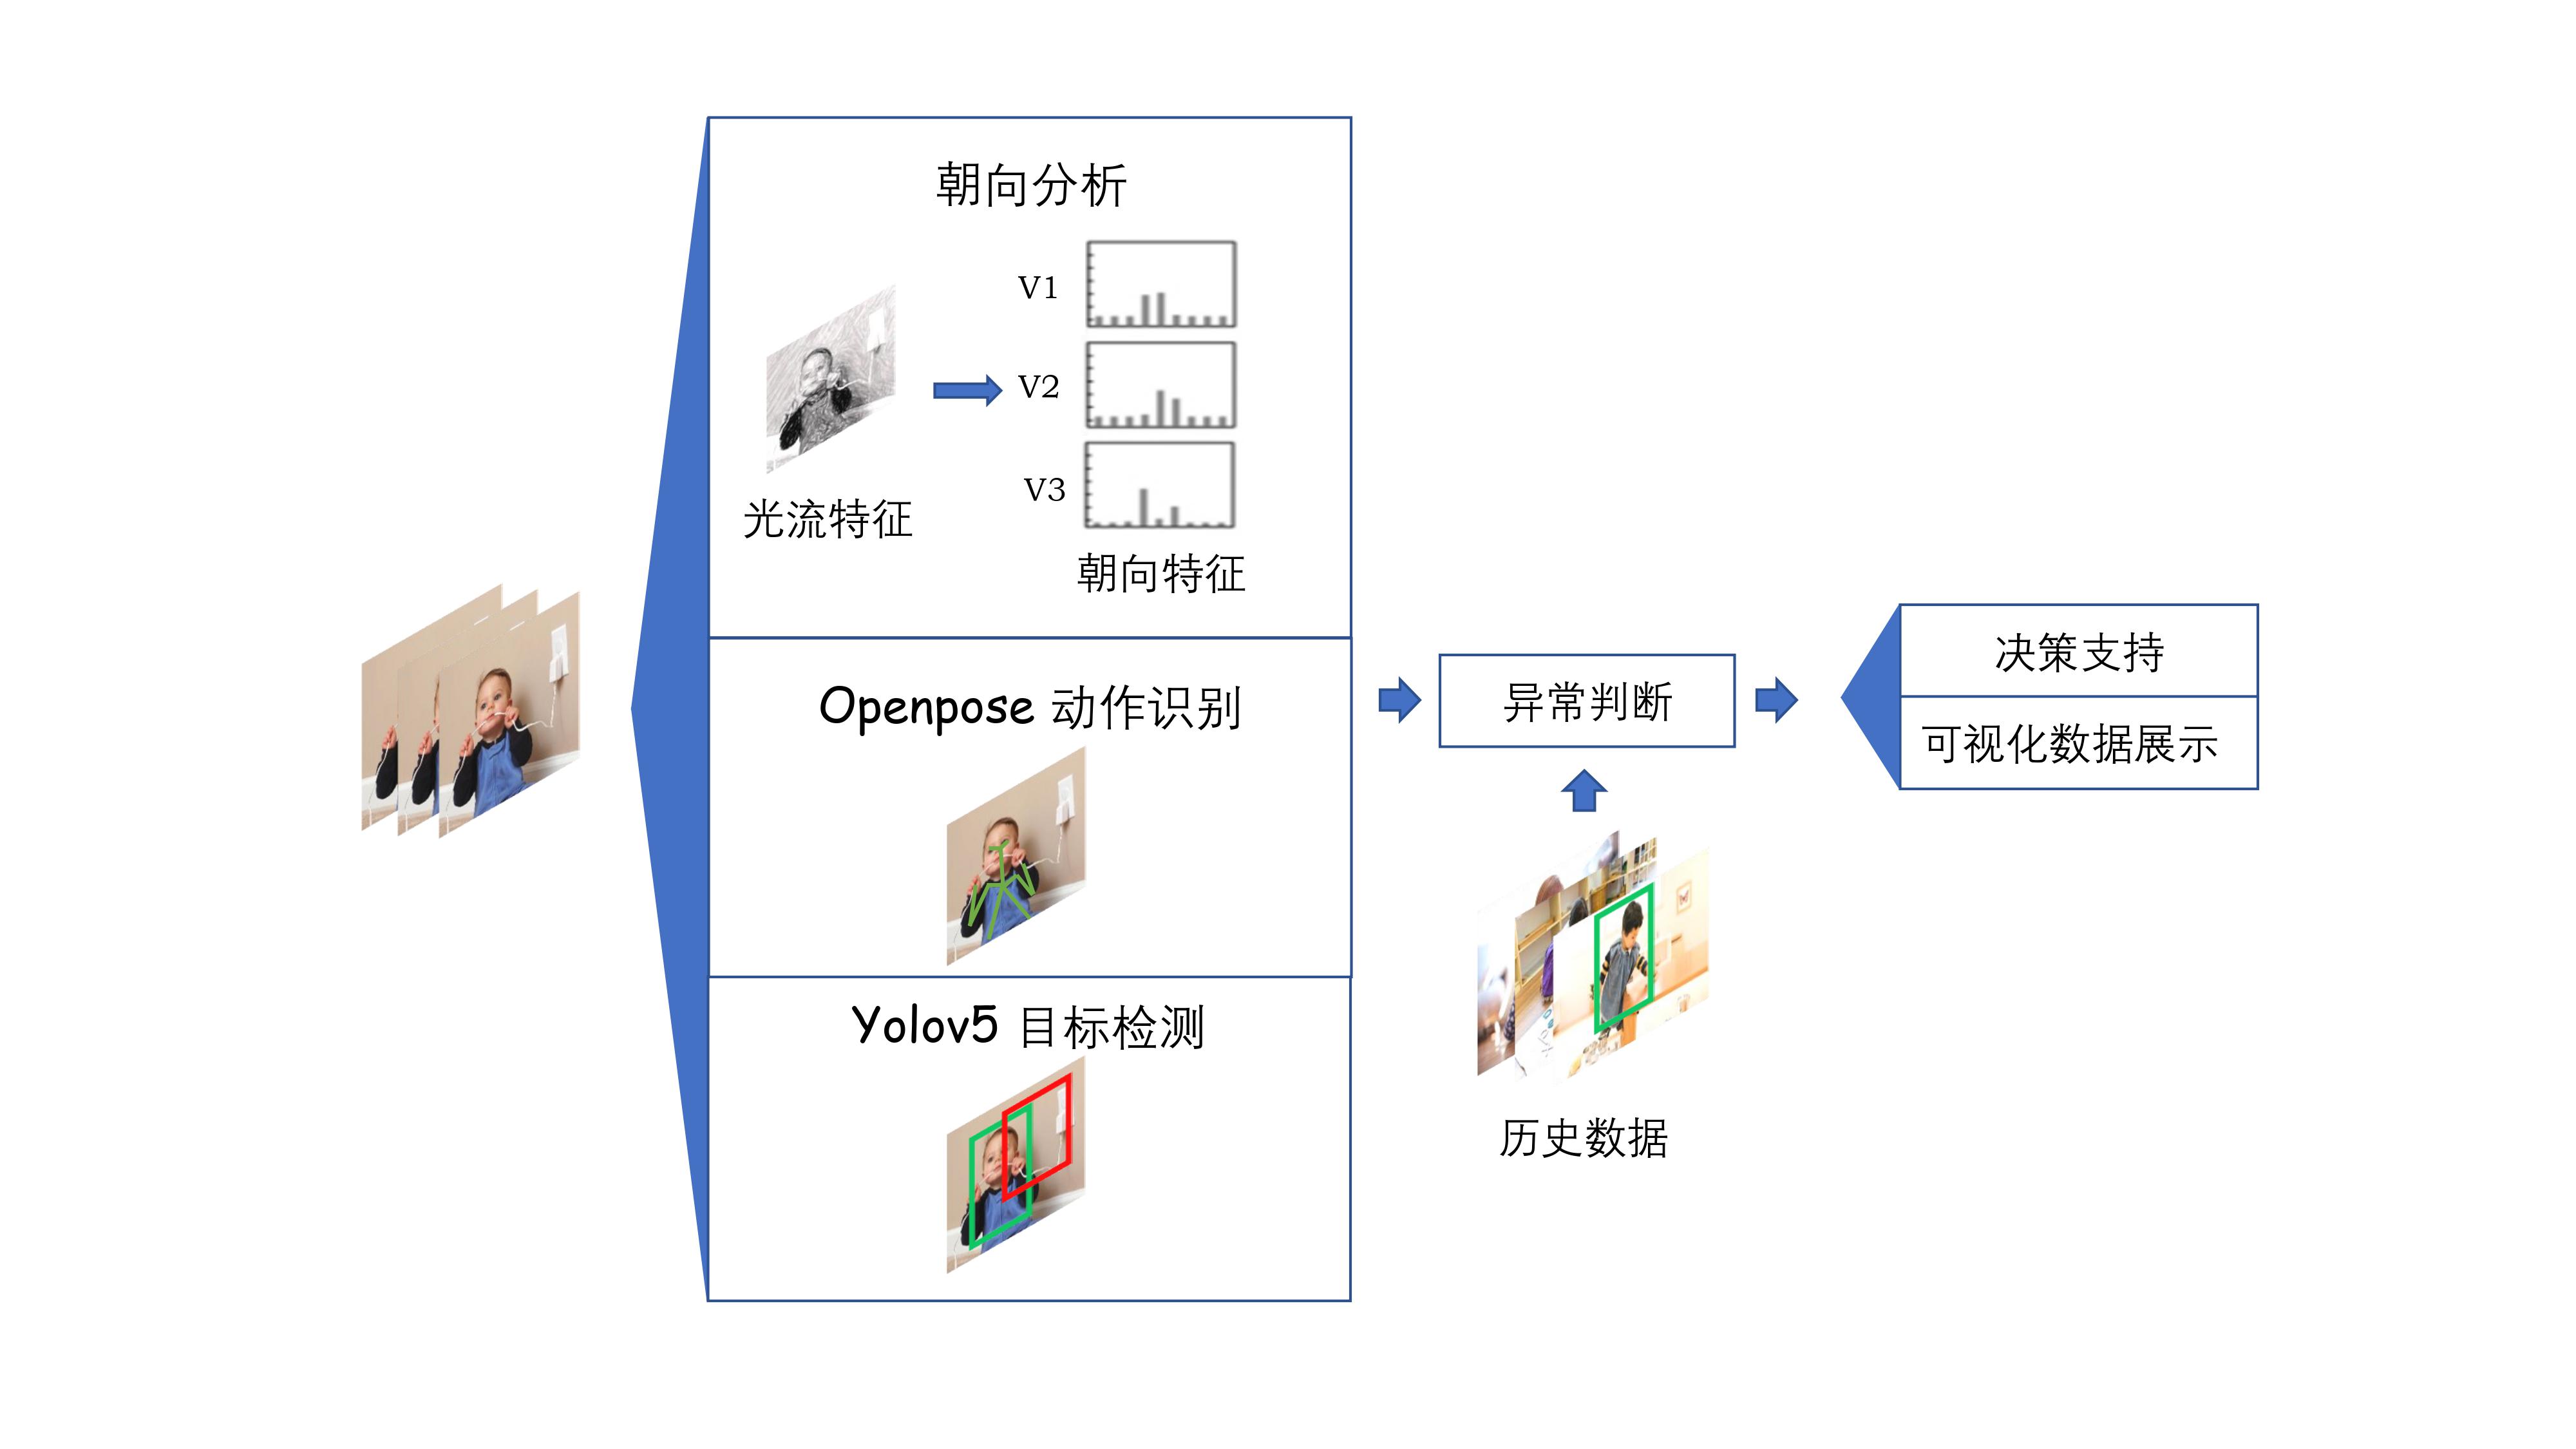 朝向分析
V1
V2
V3
光流特征
朝向特征
Openpose 动作识别
Yolov5 目标检测
异常判断
历史数据
决策支持
可视化数据展示